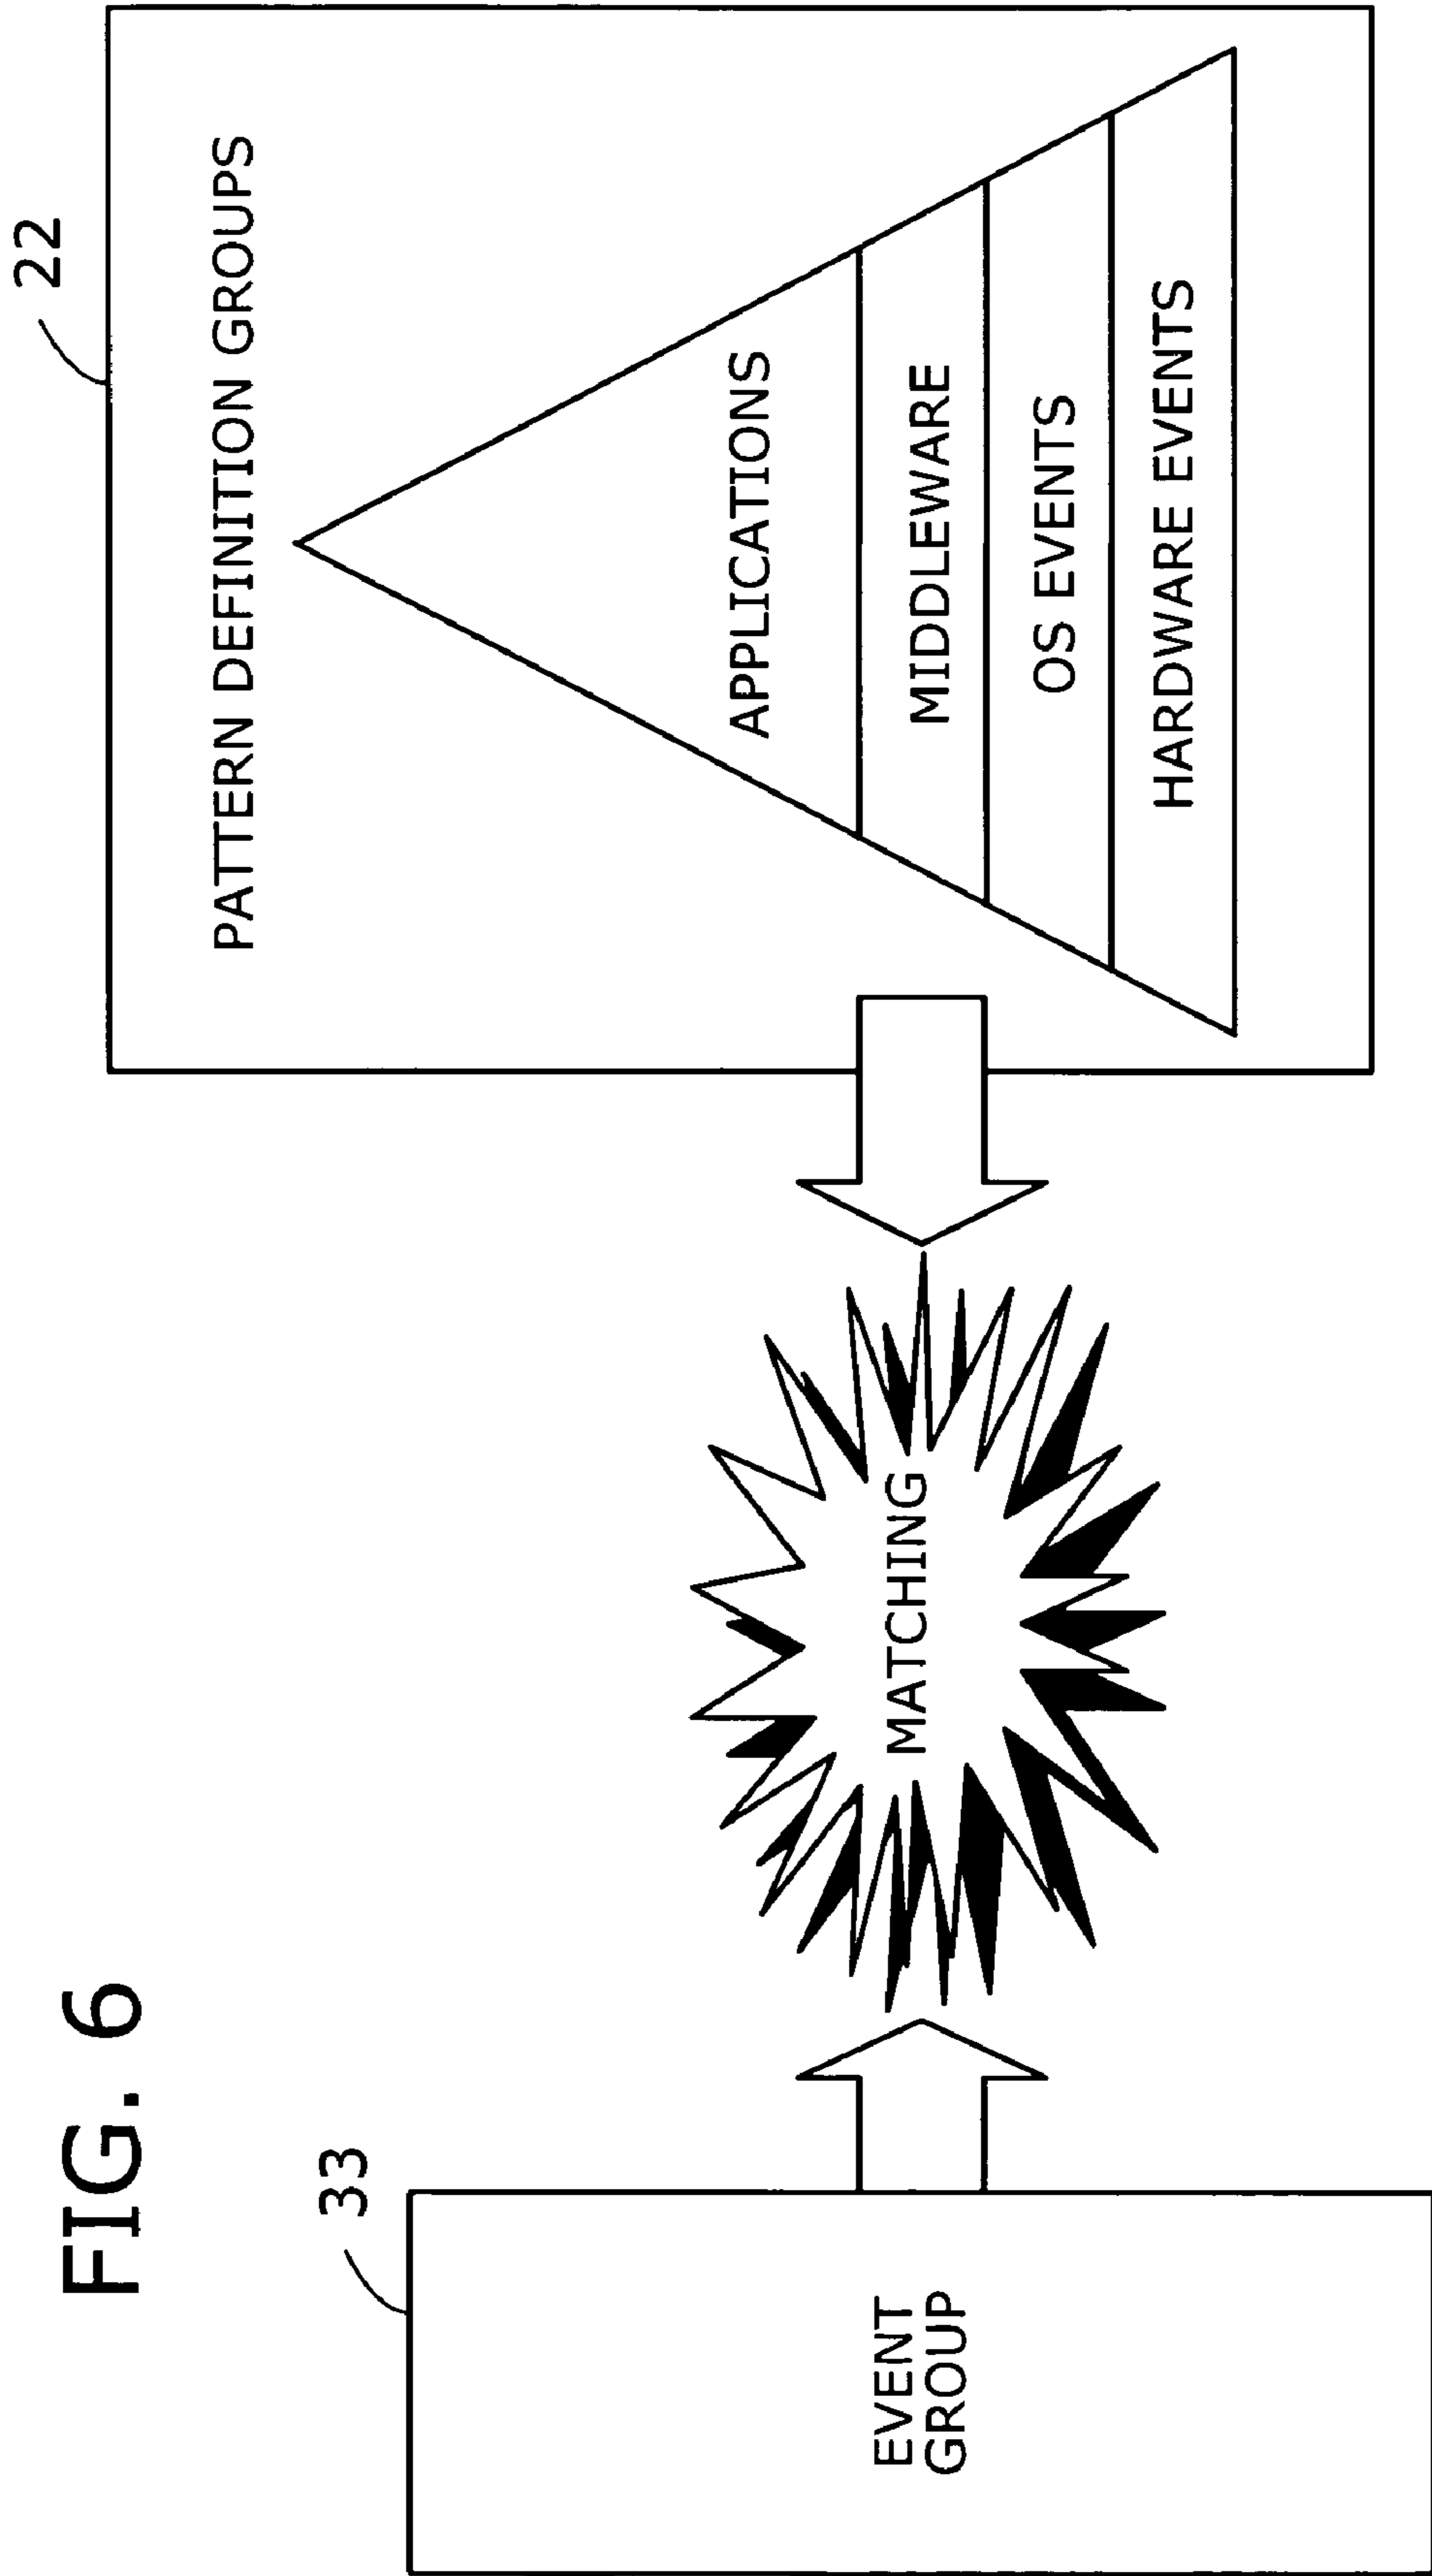 FIG. 6
33
EVENT
GROUP
MATCHING
22
PATTERN DEFINITION GROUPS
APPLICATIONS
MIDDLEWARE
OS EVENTS
HARDWARE EVENTS